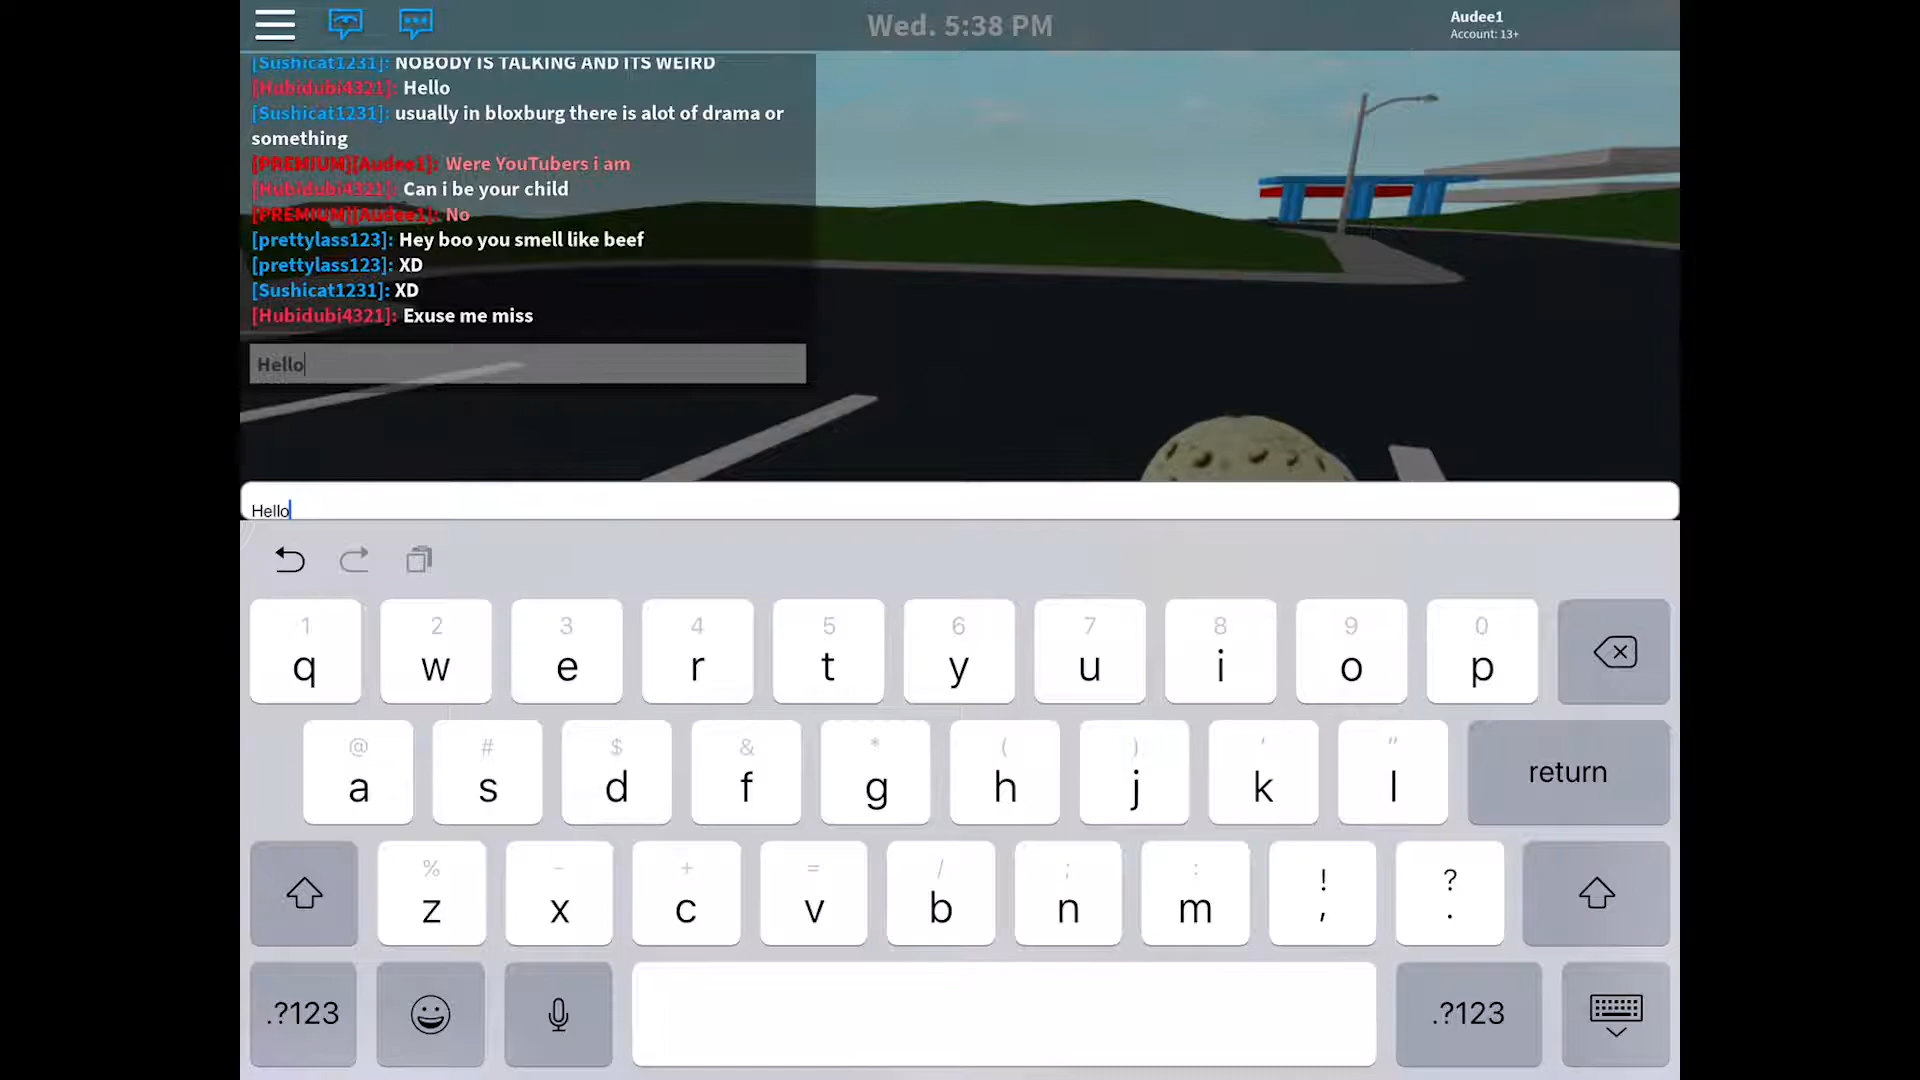 Wed. 5:38 PM
Audee1
Account: 13+
[Sushicat1231]: NOBODY IS TALKING AND ITS WEIRD
[Hubidubi4321]: Hello
[Sushicat1231]: usually in bloxburg there is alot of drama or
something
[PREMIUM][Audee1]: Were YouTubers i am
[Hubidubi4321]: Can i be your child
[PREMIUM][Audee1]: No
[prettylass123]: Hey boo you smell like beef
[prettylass123]: XD
[Sushicat1231]: XD
[Hubidubi4321]: Exuse me miss
Hello
Hello
1 2 3 4 5 6 7 8 9 0
q w e r t y u i o p
@ # $ & * ( ) ' "
a s d f g h j k l return
% - + = / ; : ! ?
z x c v b n m , .
.?123 .?123